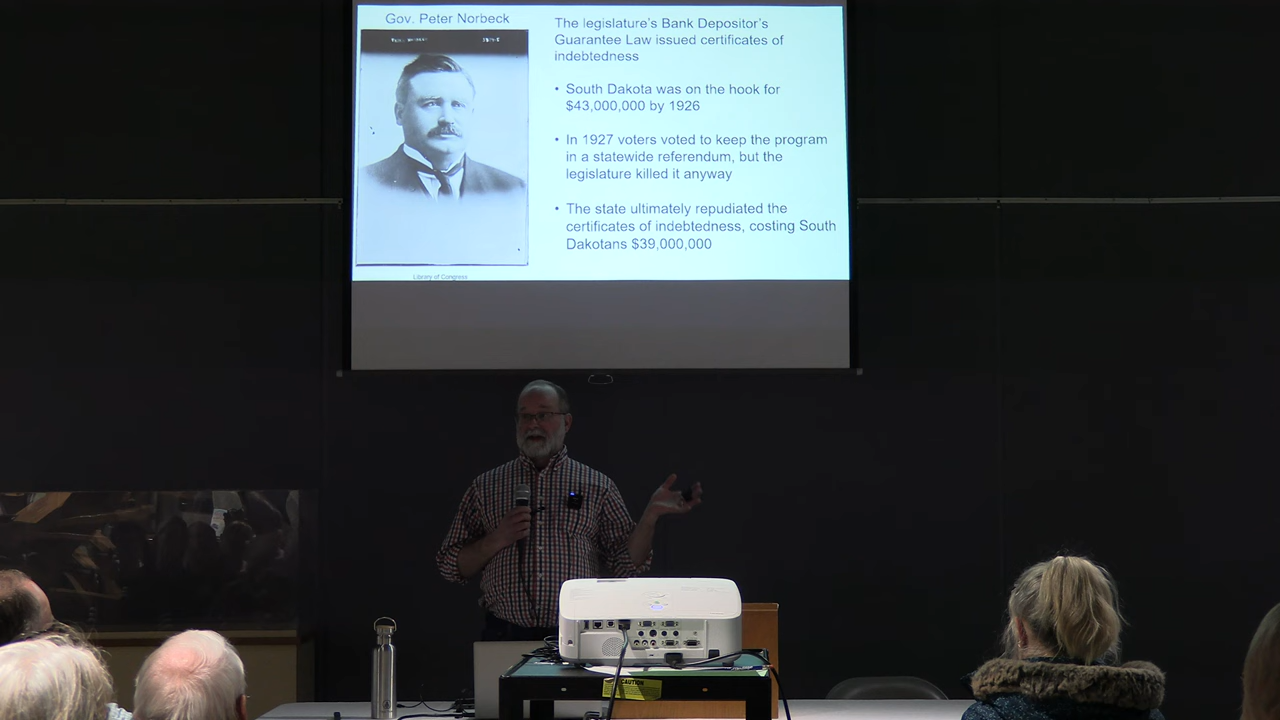 Gov. Peter Norbeck
The legislature's Bank Depositor's
Guarantee Law issued certificates of
indebtedness
• South Dakota was on the hook for
$43,000,000 by 1926
• In 1927 voters voted to keep the program
in a statewide referendum, but the
legislature killed it anyway
• The state ultimately repudiated the
certificates of indebtedness, costing South
Dakotans $39,000,000
Library of Congress
CAUTION